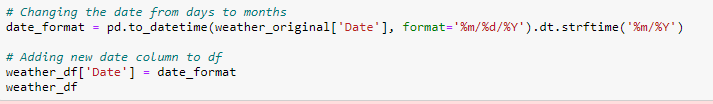 # Changing the date from days to months
date_format = pd.to_datetime(weather_original['Date'], format='%m/%d/%Y').dt.strftime('%m/%Y')
# Adding new date column to df
weather_df['Date'] = date_format
weather_df